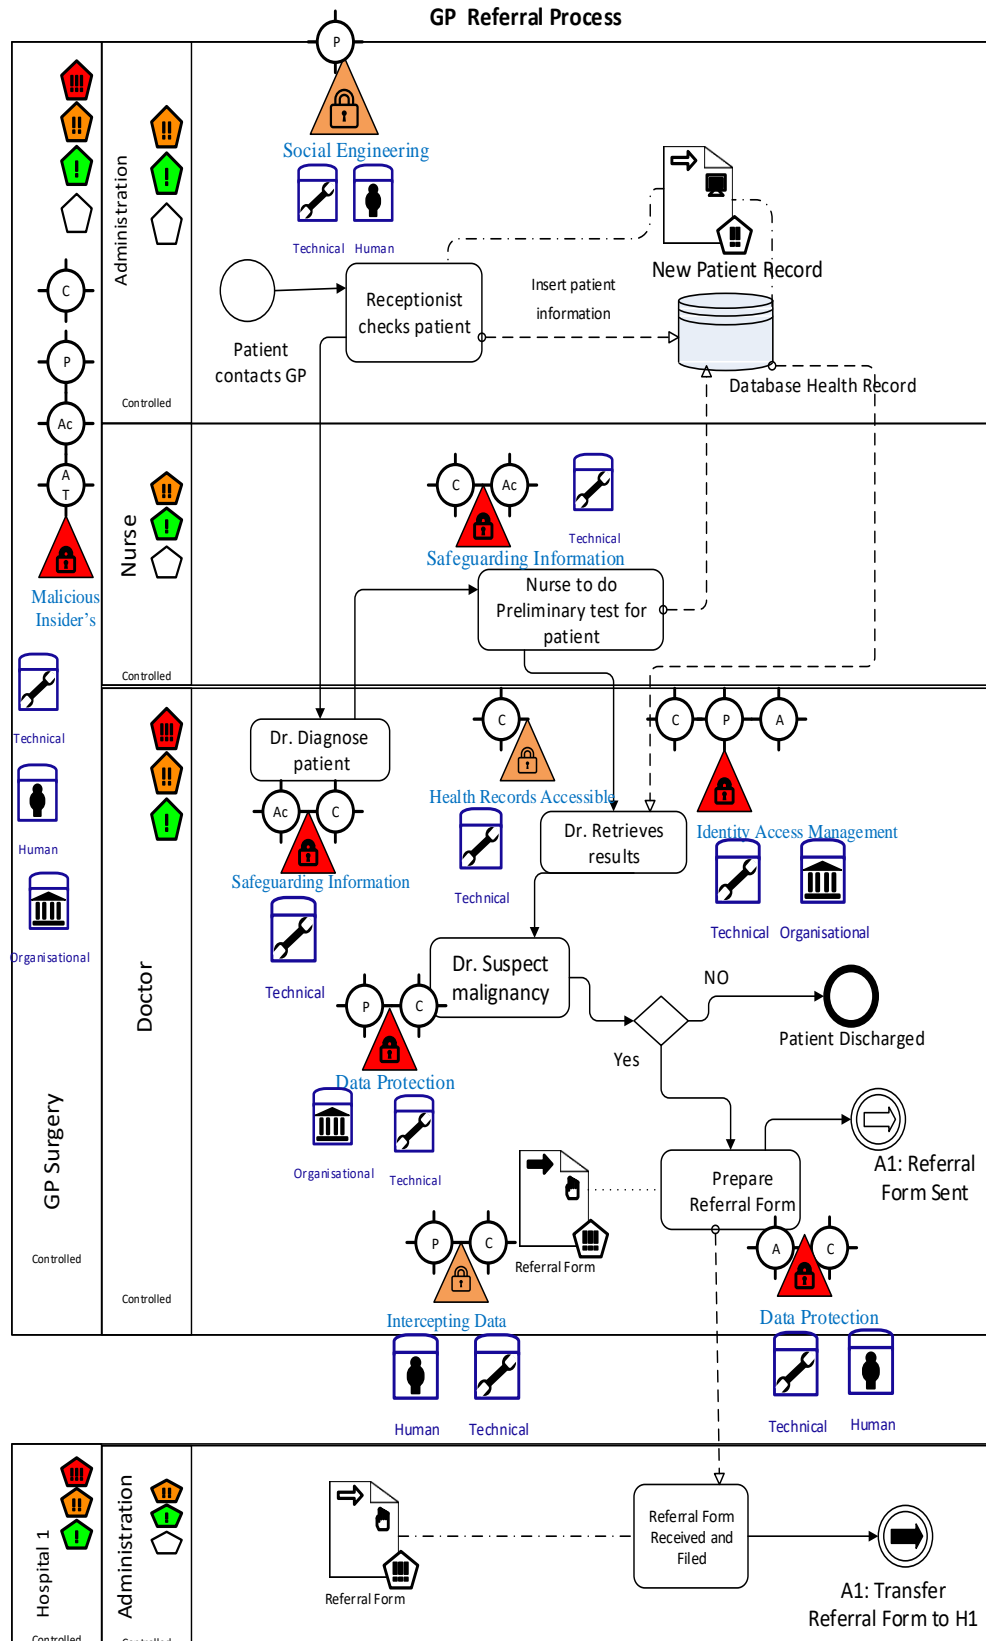 GP Referral Process
!!!
!!
!
!!
!
Administration
Controlled
P
Social Engineering
Technical
Human
!!
New Patient Record
Patient
contacts GP
Receptionist
checks patient
Insert patient
information
Database Health Record
C
P
Ac
A
T
Malicious
Insider's
Technical
Human
Organisational
GP Surgery
Controlled
!!
!
Nurse
Controlled
C
Ac
Safeguarding Information
Technical
Nurse to do
Preliminary test for
patient
!!!
!!
!
Doctor
Controlled
Dr. Diagnose
patient
Ac
C
Safeguarding Information
Technical
C
Health Records Accessible
Technical
Dr. Retrieves
results
C
P
A
Identity Access Management
Technical
Organisational
Dr. Suspect
malignancy
P
C
Data Protection
Organisational
Technical
NO
Yes
Patient Discharged
A1: Referral
Form Sent
Prepare
Referral Form
!!!
Referral Form
P
C
Intercepting Data
Human
Technical
A
C
Data Protection
Technical
Human
!!!
!!
!
Hospital 1
Controlled
!!
!
Administration
Controlled
!!!
Referral Form
Referral Form
Received and
Filed
A1: Transfer
Referral Form to H1